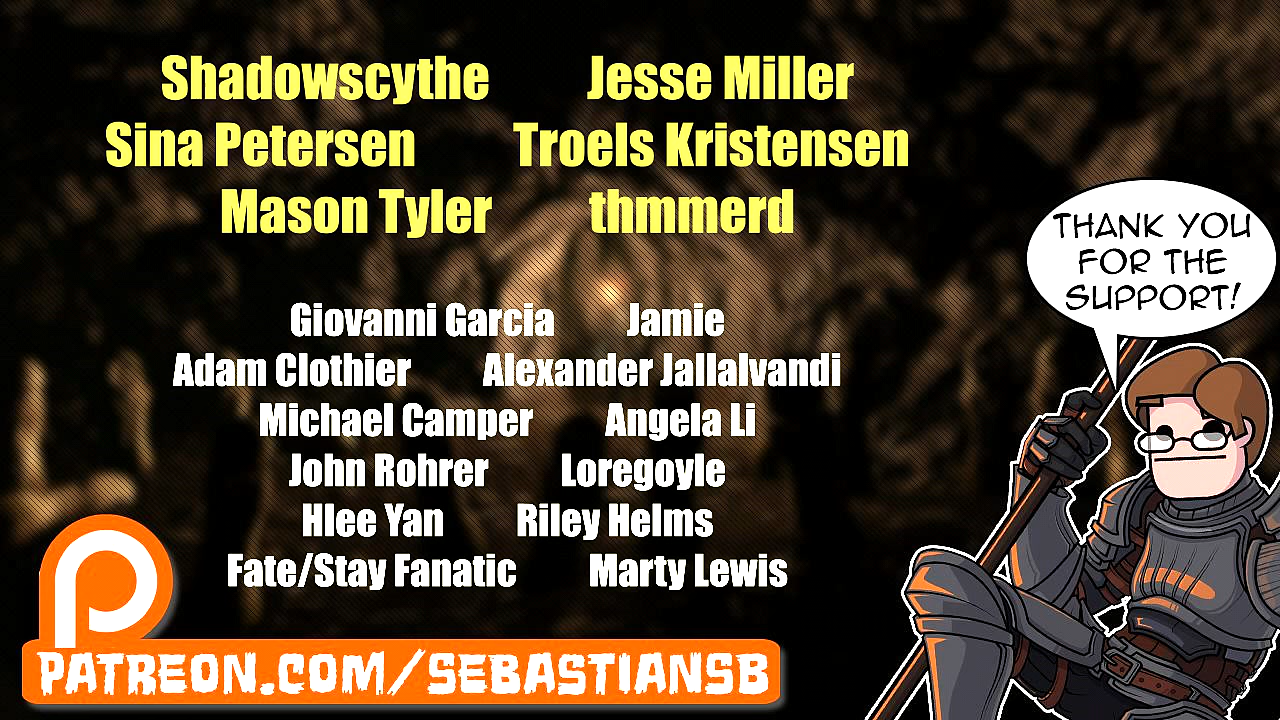 Shadowscythe Jesse Miller
Sina Petersen Troels Kristensen
Mason Tyler thmmerd
Giovanni Garcia Jamie
Adam Clothier Alexander Jallalvandi
Michael Camper Angela Li
John Rohrer Loregoyle
Hlee Yan Riley Helms
Fate/Stay Fanatic Marty Lewis
THANK YOU
FOR THE
SUPPORT!
PATREON.COM/SEBASTIANSB